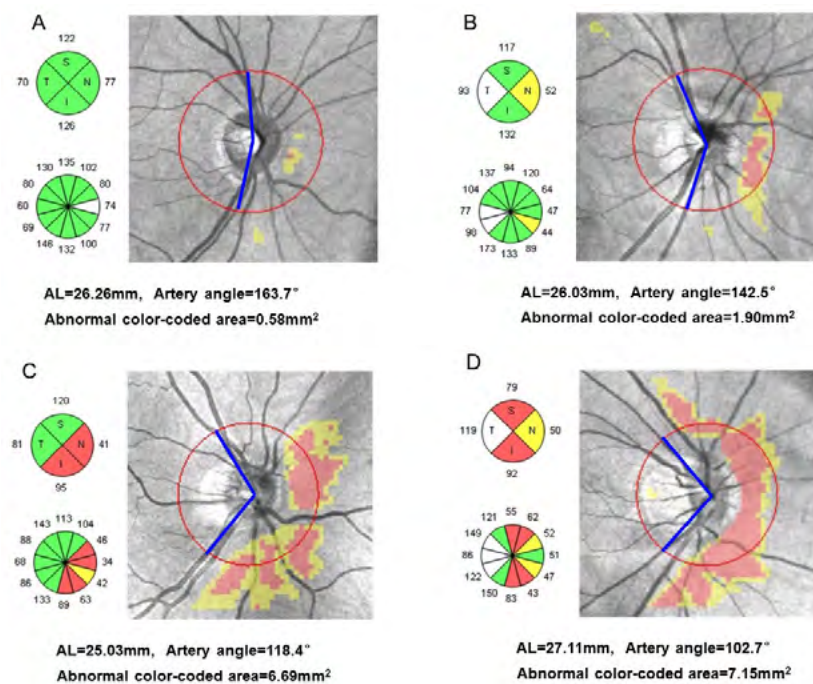 A
122
S
70 T N 77
I
126
135
130 102
80 80
60 74
69 77
146 100
132
AL=26.26mm, Artery angle=163.7°
Abnormal color-coded area=0.58mm²
B
117
S
93 T N 52
I
132
94
137 120
104 64
77 47
90 44
173 89
133
AL=26.03mm, Artery angle=142.5°
Abnormal color-coded area=1.90mm²
C
120
S
81 T N 41
I
95
113
143 104
88 46
68 34
86 42
133 63
89
AL=25.03mm, Artery angle=118.4°
Abnormal color-coded area=6.69mm²
D
79
S
119 T N 50
I
92
55
121 62
149 52
86 51
122 47
150 43
83
AL=27.11mm, Artery angle=102.7°
Abnormal color-coded area=7.15mm²